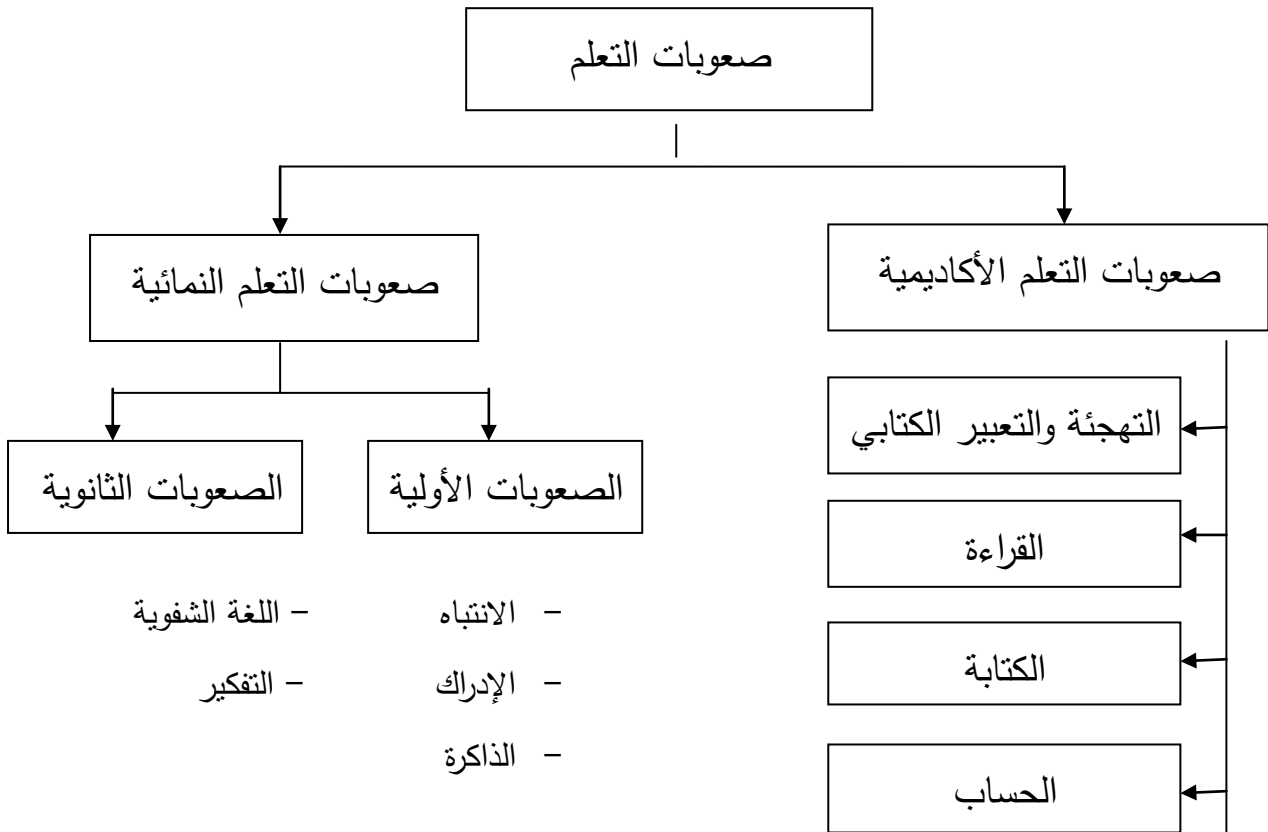 صعوبات التعلم
صعوبات التعلم الأكاديمية
صعوبات التعلم النمائية
التهجئة والتعبير الكتابي
القراءة
الكتابة
الحساب
الصعوبات الأولية
الصعوبات الثانوية
– الانتباه
– الإدراك
– الذاكرة
– اللغة الشفوية
– التفكير